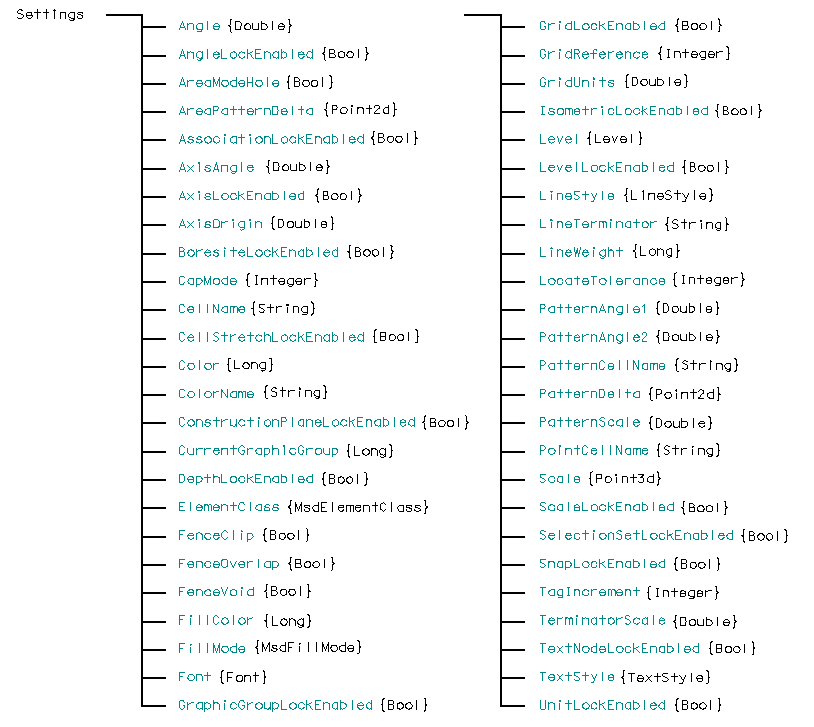 Settings
Angle {Double}
AngleLockEnabled {Bool}
AreaModeHole {Bool}
AreaPatternDelta {Point2d}
AssociationLockEnabled {Bool}
AxisAngle {Double}
AxisLockEnabled {Bool}
AxisOrigin {Double}
BoresiteLockEnabled {Bool}
CapMode {Integer}
CellName {String}
CellStretchLockEnabled {Bool}
Color {Long}
ColorName {String}
ConstructionPlaneLockEnabled {Bool}
CurrentGraphicGroup {Long}
DepthLockEnabled {Bool}
ElementClass {MsdElementClass}
FenceClip {Bool}
FenceOverlap {Bool}
FenceVoid {Bool}
FillColor {Long}
FillMode {MsdFillMode}
Font {Font}
GraphicGroupLockEnabled {Bool}
GridLockEnabled {Bool}
GridReference {Integer}
GridUnits {Double}
IsometricLockEnabled {Bool}
Level {Level}
LevelLockEnabled {Bool}
LineStyle {LineStyle}
LineTerminator {String}
LineWeight {Long}
LocateTolerance {Integer}
PatternAngle1 {Double}
PatternAngle2 {Double}
PatternCellName {String}
PatternDelta {Point2d}
PatternScale {Double}
PointCellName {String}
Scale {Point3d}
ScaleLockEnabled {Bool}
SelectionSetLockEnabled {Bool}
SnapLockEnabled {Bool}
TagIncrement {Integer}
TerminatorScale {Double}
TextNodeLockEnabled {Bool}
TextStyle {TextStyle}
UnitLockEnabled {Bool}